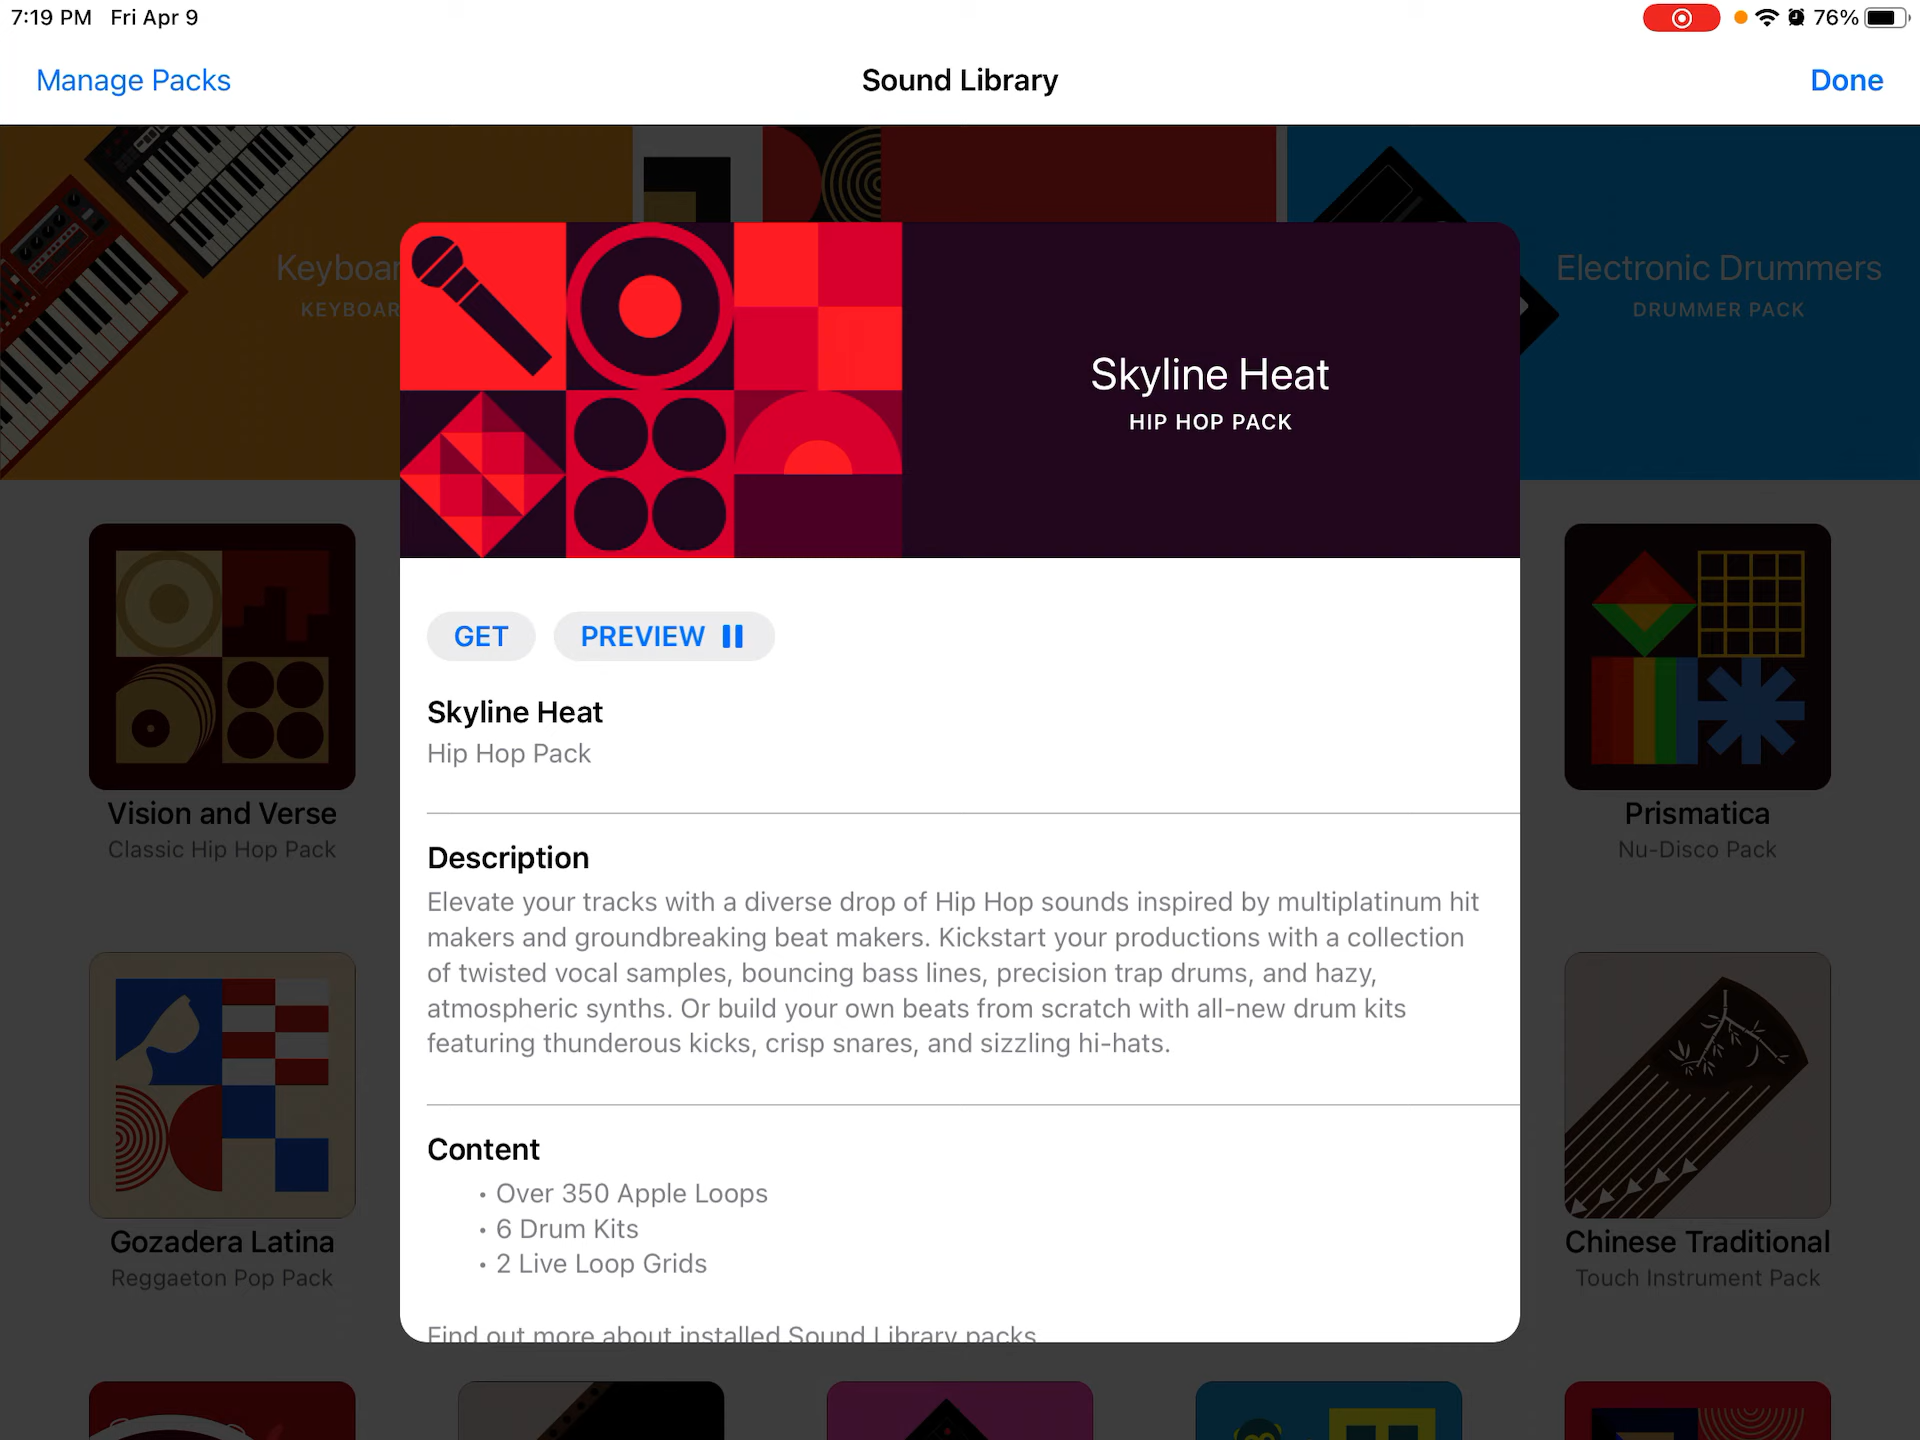 7:19 PM Fri Apr 9
76%
Manage Packs
Sound Library
Done
Keyboar
KEYBOAR
Electronic Drummers
DRUMMER PACK
Skyline Heat
HIP HOP PACK
GET
PREVIEW
Skyline Heat
Hip Hop Pack
Description
Elevate your tracks with a diverse drop of Hip Hop sounds inspired by multiplatinum hit
makers and groundbreaking beat makers. Kickstart your productions with a collection
of twisted vocal samples, bouncing bass lines, precision trap drums, and hazy,
atmospheric synths. Or build your own beats from scratch with all-new drum kits
featuring thunderous kicks, crisp snares, and sizzling hi-hats.
Content
• Over 350 Apple Loops
• 6 Drum Kits
• 2 Live Loop Grids
Find out more about installed Sound Library packs
Vision and Verse
Classic Hip Hop Pack
Prismatica
Nu-Disco Pack
Gozadera Latina
Reggaeton Pop Pack
Chinese Traditional
Touch Instrument Pack